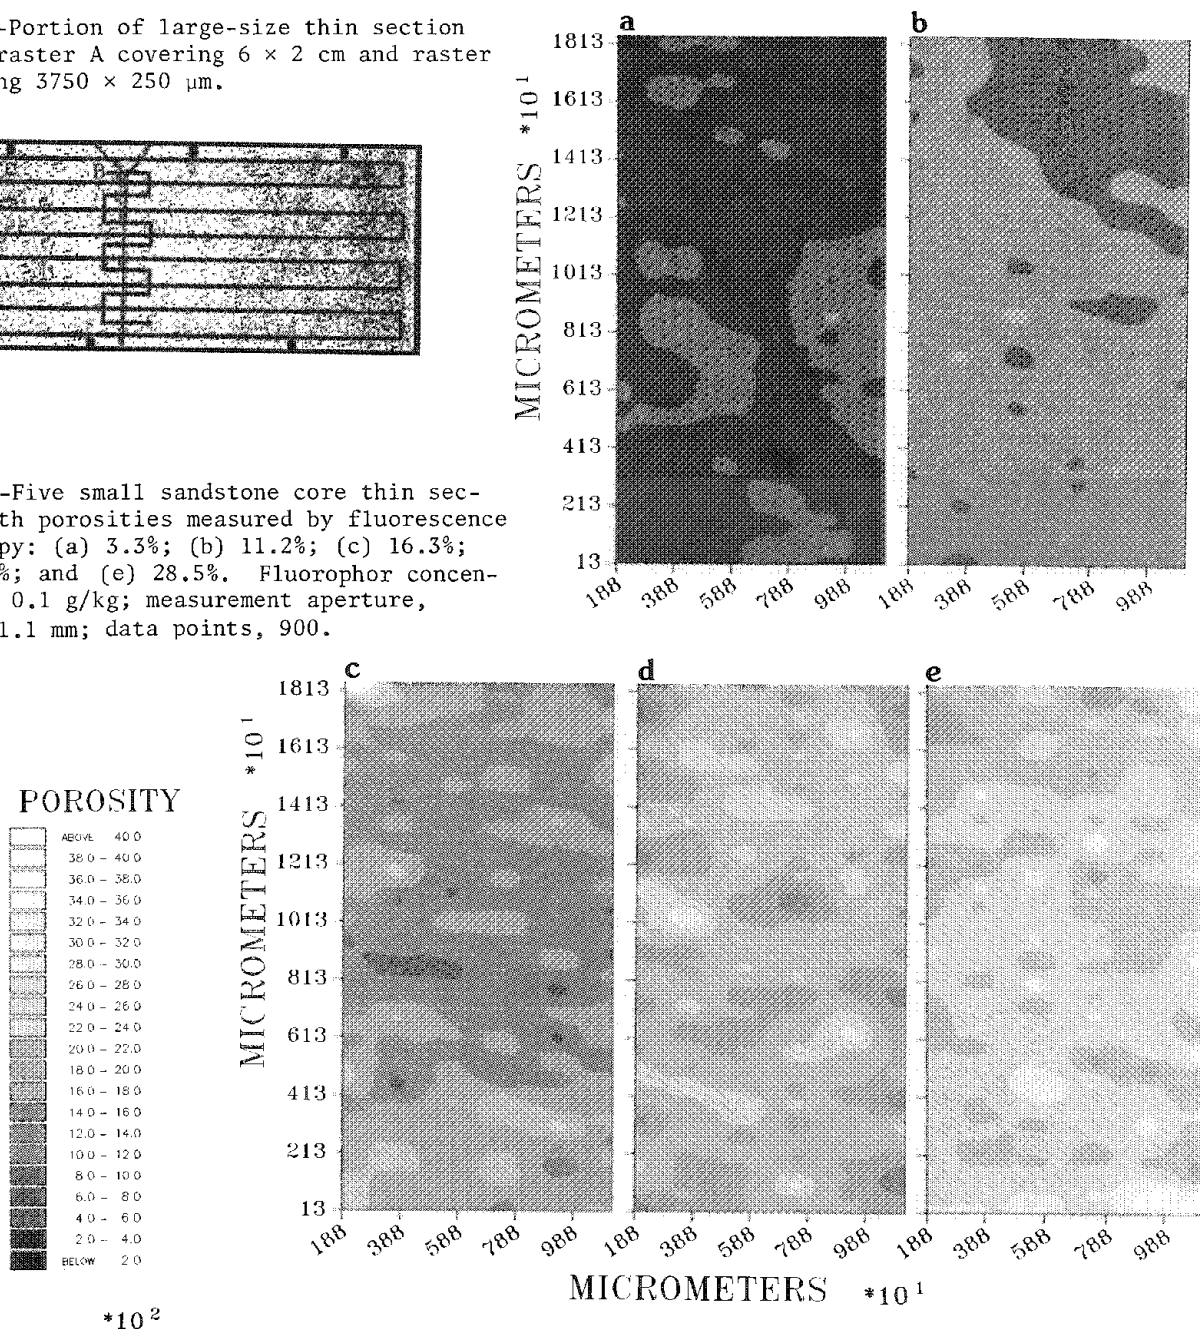 -Portion of large-size thin section
raster A covering 6 × 2 cm and raster
ng 3750 × 250 μm.
B
-Five small sandstone core thin sec-
th porosities measured by fluorescence
py: (a) 3.3%; (b) 11.2%; (c) 16.3%;
%; and (e) 28.5%. Fluorophor concen-
0.1 g/kg; measurement aperture,
1.1 mm; data points, 900.
a
b
MICROMETERS *10 1
1813
1613
1413
1213
1013
813
613
413
213
13
188 388 588 788 988
188 388 588 788 988
c
d
e
MICROMETERS *10 1
1813
1613
1413
1213
1013
813
613
413
213
13
188 388 588 788 988
188 388 588 788 988
188 388 588 788 988
MICROMETERS *10 1
POROSITY
ABOVE 40.0
38.0 - 40.0
36.0 - 38.0
34.0 - 36.0
32.0 - 34.0
30.0 - 32.0
28.0 - 30.0
26.0 - 28.0
24.0 - 26.0
22.0 - 24.0
20.0 - 22.0
18.0 - 20.0
16.0 - 18.0
14.0 - 16.0
12.0 - 14.0
10.0 - 12.0
8.0 - 10.0
6.0 - 8.0
4.0 - 6.0
2.0 - 4.0
BELOW 2.0
*10 2